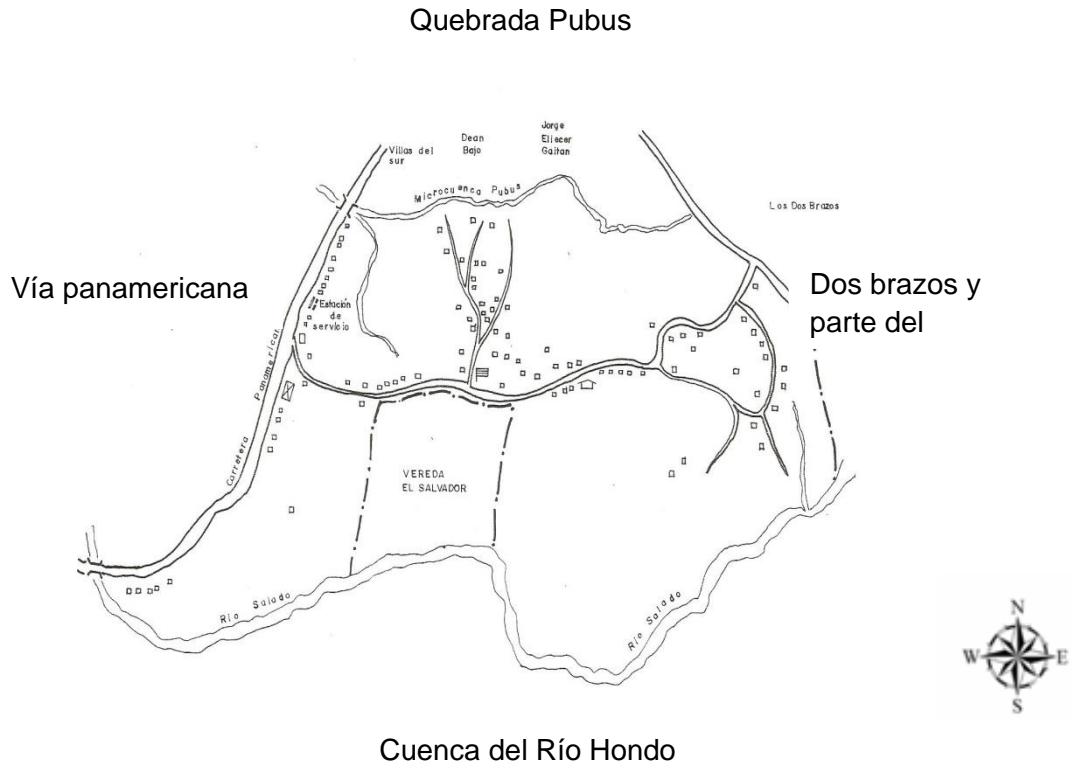 Quebrada Pubus
Jorge
Eliecer
Gaitan
Dean
Bajo
Villas del
sur
Microcuenca Pubus
Los Dos Brazos
Vía panamericana
Dos brazos y
parte del
Estación
de
servicio
Carretera Panamerican
VEREDA
EL SALVADOR
Río Salado
Río Salado
N
W
E
S
Cuenca del Río Hondo